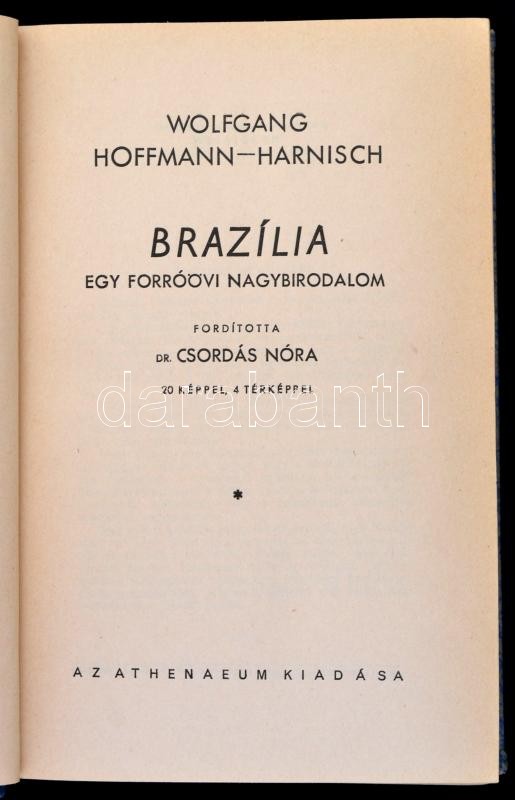 WOLFGANG
HOFFMANN—HARNISCH
BRAZÍLIA
EGY FORRÓÖVI NAGYBIRODALOM
FORDÍTOTTA
DR. CSORDÁS NÓRA
20 KÉPPEL, 4 TÉRKÉPPEL
darabanth
*
AZ ATHENAEUM KIADÁSA